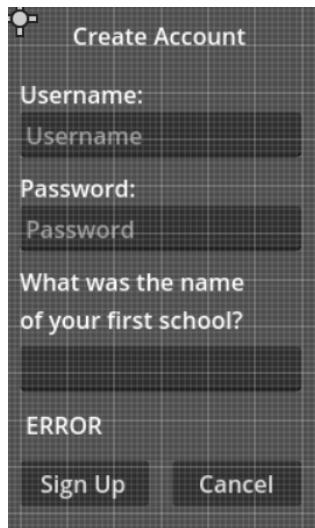 Create Account
Username:
Username
Password:
Password
What was the name
of your first school?
ERROR
Sign Up Cancel